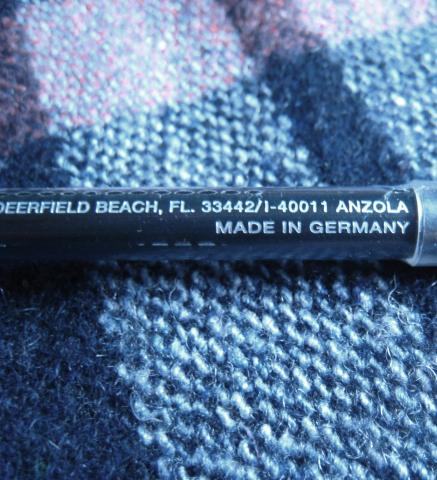 DEERFIELD BEACH, FL. 33442/I-40011 ANZOLA
MADE IN GERMANY